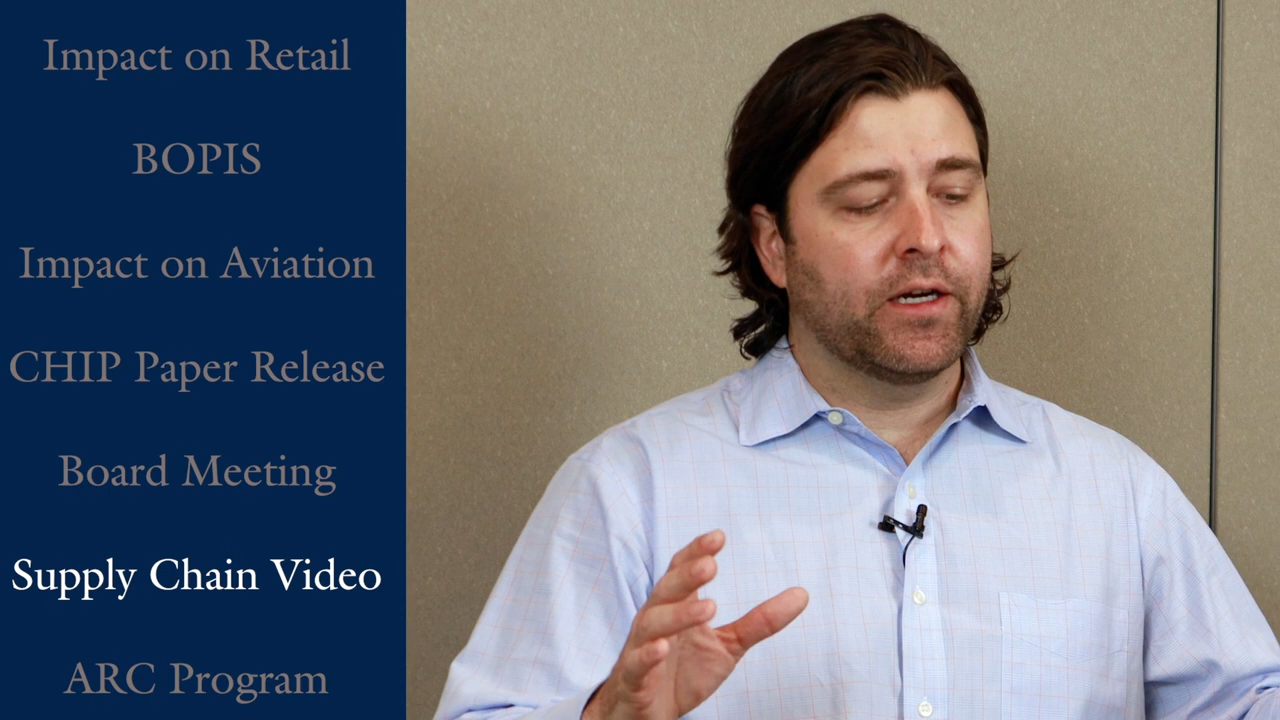 Impact on Retail
BOPIS
Impact on Aviation
CHIP Paper Release
Board Meeting
Supply Chain Video
ARC Program